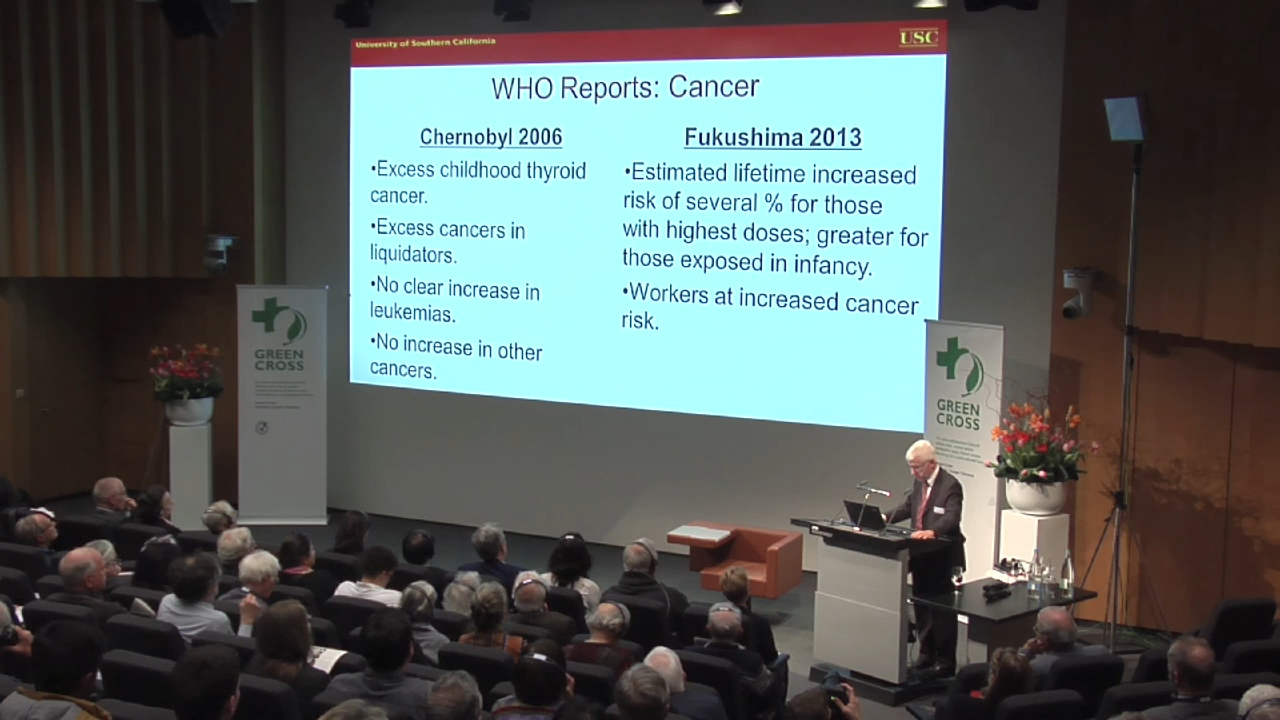 University of Southern California
USC
WHO Reports: Cancer
Chernobyl 2006
•Excess childhood thyroid
cancer.
•Excess cancers in
liquidators.
•No clear increase in
leukemias.
•No increase in other
cancers.
Fukushima 2013
•Estimated lifetime increased
risk of several % for those
with highest doses; greater for
those exposed in infancy.
•Workers at increased cancer
risk.
GREEN
CROSS
GREEN
CROSS